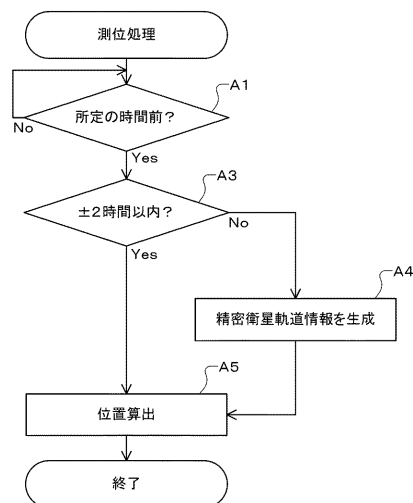 測位処理
A1
所定の時間前？
No
Yes
A3
±2時間以内？
No
Yes
A4
精密衛星軌道情報を生成
A5
位置算出
終了